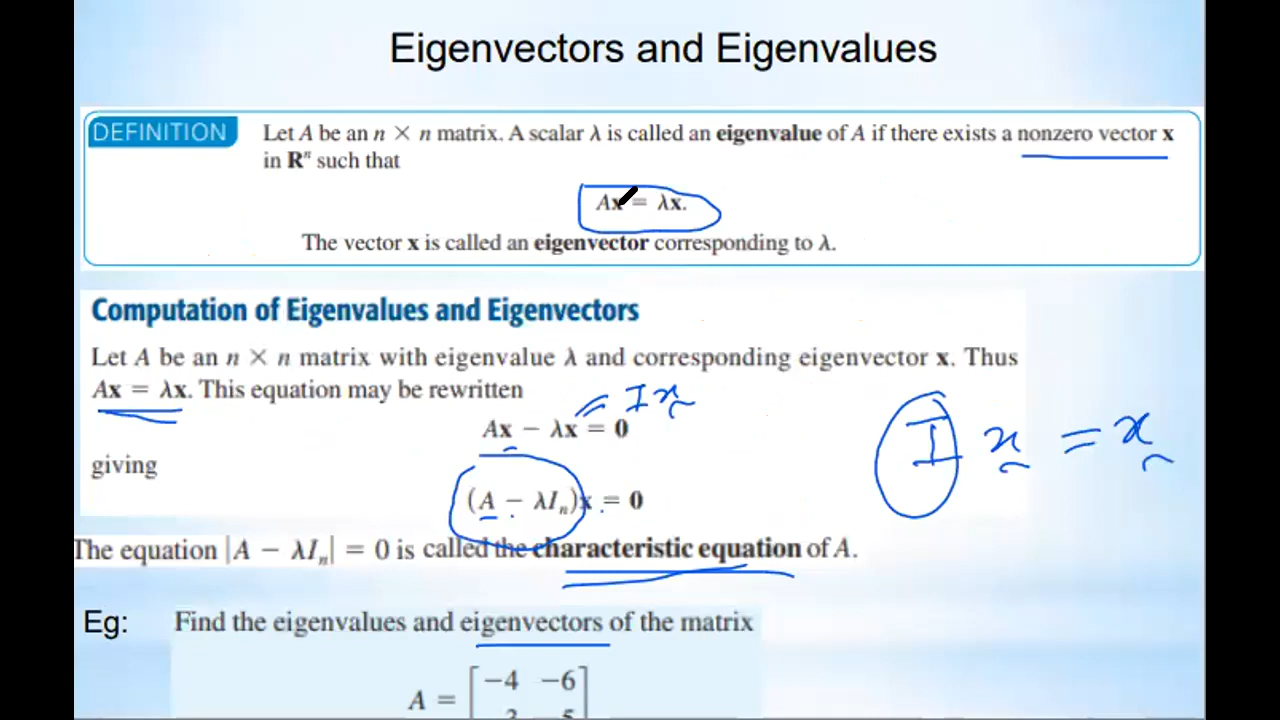 Eigenvectors and Eigenvalues
DEFINITION
Let A be an n × n matrix. A scalar λ is called an eigenvalue of A if there exists a nonzero vector x
in Rⁿ such that
Ax = λx.
The vector x is called an eigenvector corresponding to λ.
Computation of Eigenvalues and Eigenvectors
Let A be an n × n matrix with eigenvalue λ and corresponding eigenvector x. Thus
Ax = λx. This equation may be rewritten
= Ix
Ax − λx = 0
I x = x
giving
(A − λIₙ)x = 0
The equation |A − λIₙ| = 0 is called the characteristic equation of A.
Eg: Find the eigenvalues and eigenvectors of the matrix
A = [−4 −6